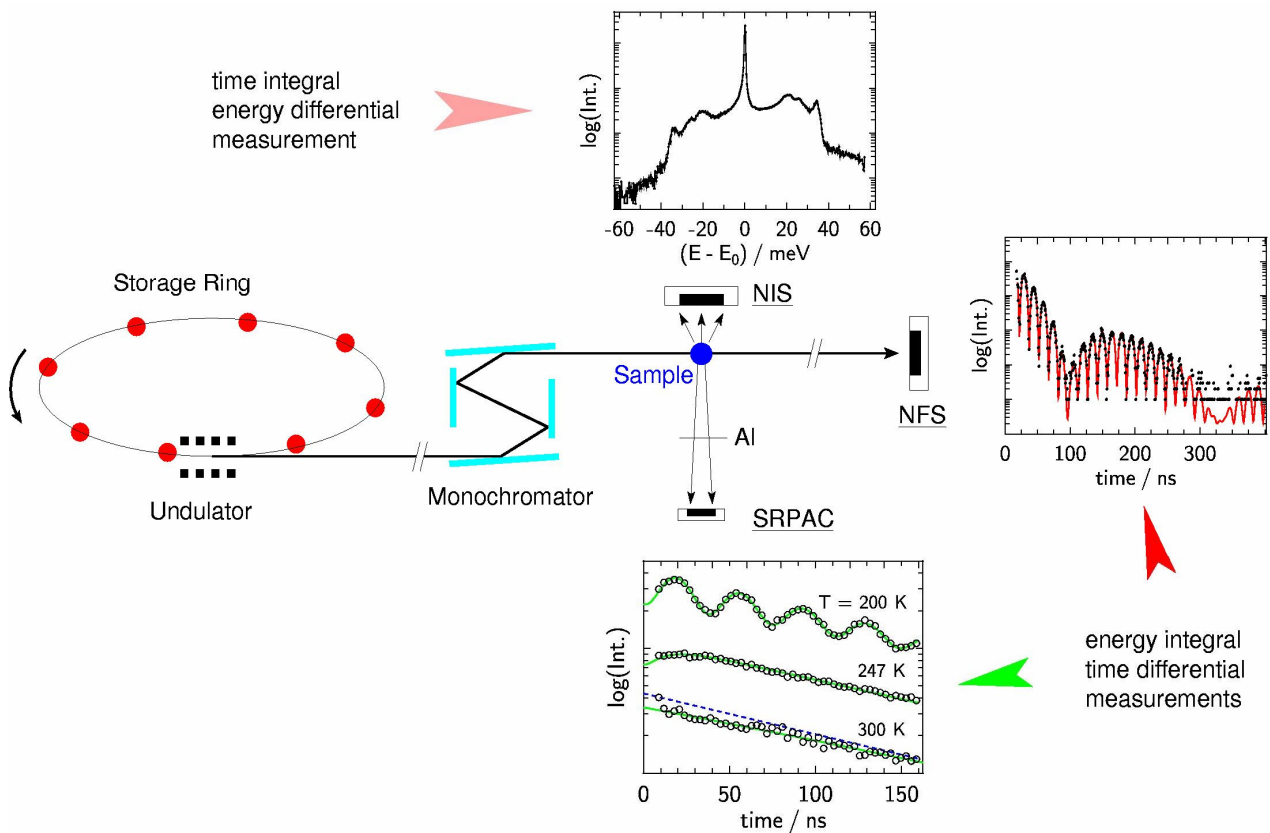 time integral
energy differential
measurement
log(Int.)
-60 -40 -20 0 20 40 60
(E - E0) / meV
Storage Ring
NIS
Sample
NFS
log(Int.)
0 100 200 300
time / ns
Al
Undulator
Monochromator
SRPAC
T = 200 K
247 K
300 K
log(Int.)
0 50 100 150
time / ns
energy integral
time differential
measurements